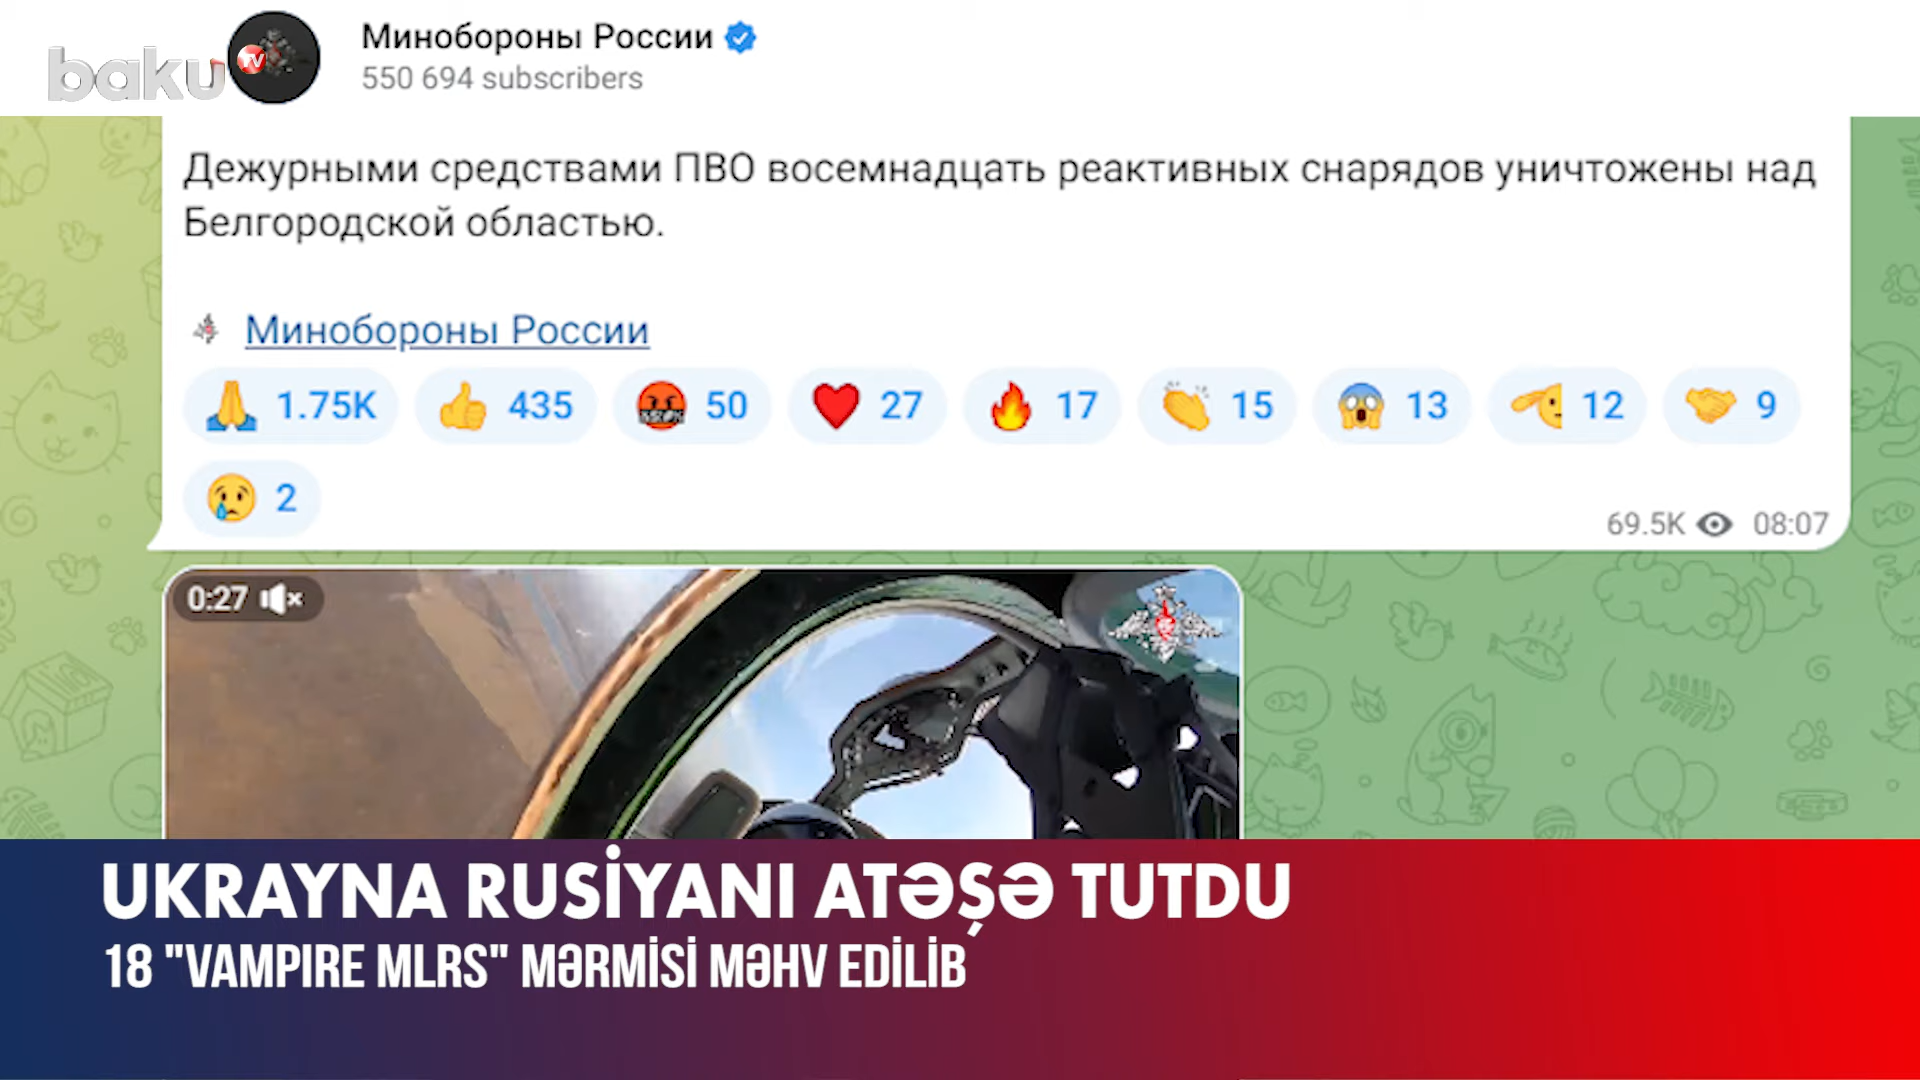 baku TV
Минобороны России
550 694 subscribers
Дежурными средствами ПВО восемнадцать реактивных снарядов уничтожены над
Белгородской областью.
Минобороны России
1.75K 435 50 27 17 15 13 12 9
2
69.5K 08:07
0:27
UKRAYNA RUSİYANI ATƏŞƏ TUTDU
18 "VAMPIRE MLRS" MƏRMİSİ MƏHV EDİLİB